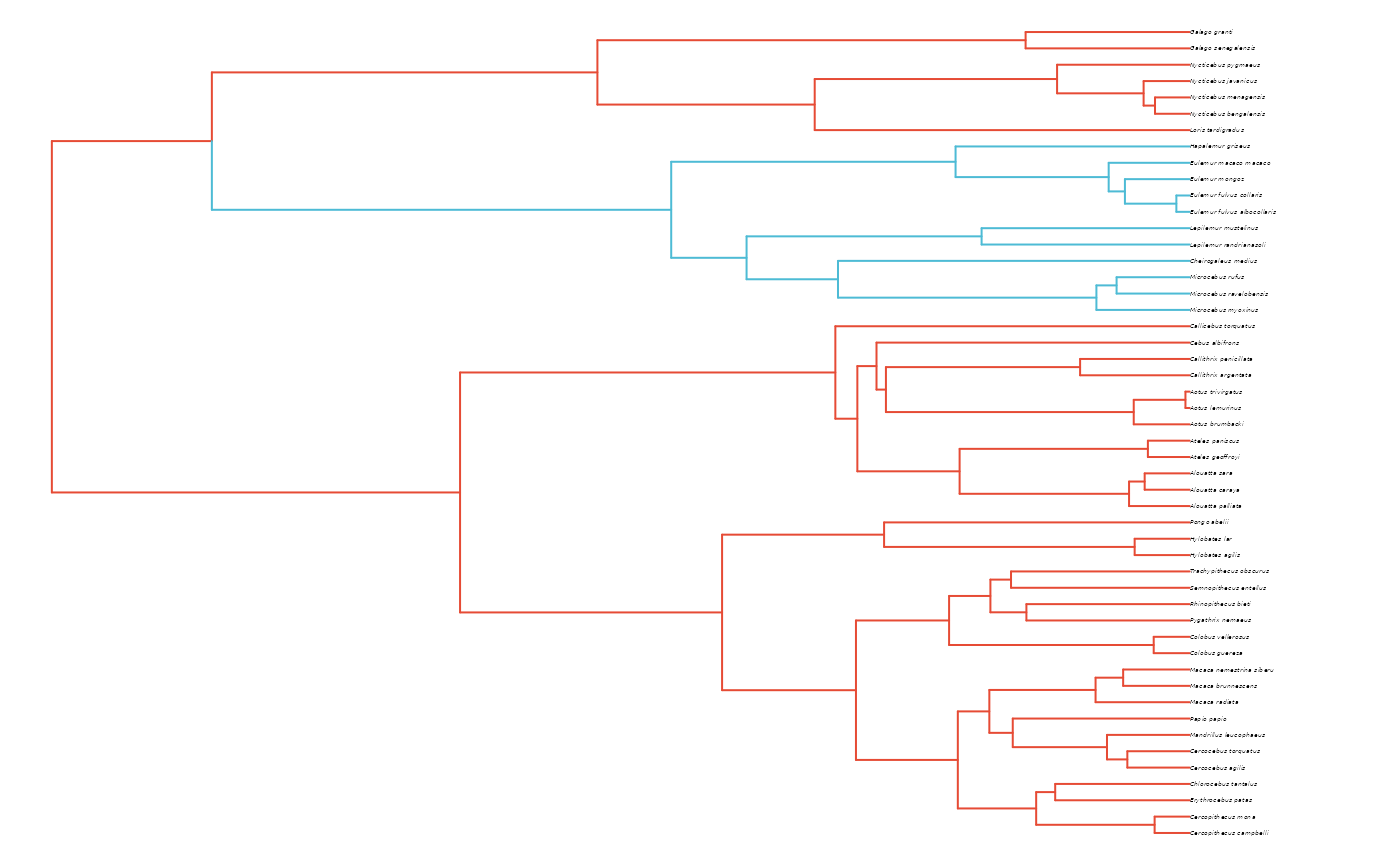 Galago granti
Galago senegalensis
Nycticebus pygmaeus
Nycticebus javanicus
Nycticebus menagensis
Nycticebus bengalensis
Loris tardigradus
Hapalemur griseus
Eulemur macaco macaco
Eulemur mongoz
Eulemur fulvus collaris
Eulemur fulvus albocollaris
Lepilemur mustelinus
Lepilemur randrianasoli
Cheirogaleus medius
Microcebus rufus
Microcebus ravelobensis
Microcebus myoxinus
Callicebus torquatus
Cebus albifrons
Callithrix penicillata
Callithrix argentata
Aotus trivirgatus
Aotus lemurinus
Aotus brumbacki
Ateles paniscus
Ateles geoffroyi
Alouatta sara
Alouatta caraya
Alouatta palliata
Pongo abelii
Hylobates lar
Hylobates agilis
Trachypithecus obscurus
Semnopithecus entellus
Rhinopithecus bieti
Pygathrix nemaeus
Colobus vellerosus
Colobus guereza
Macaca nemestrina siberu
Macaca brunnescens
Macaca radiata
Papio papio
Mandrillus leucophaeus
Cercocebus torquatus
Cercocebus agilis
Chlorocebus tantalus
Erythrocebus patas
Cercopithecus mona
Cercopithecus campbelli